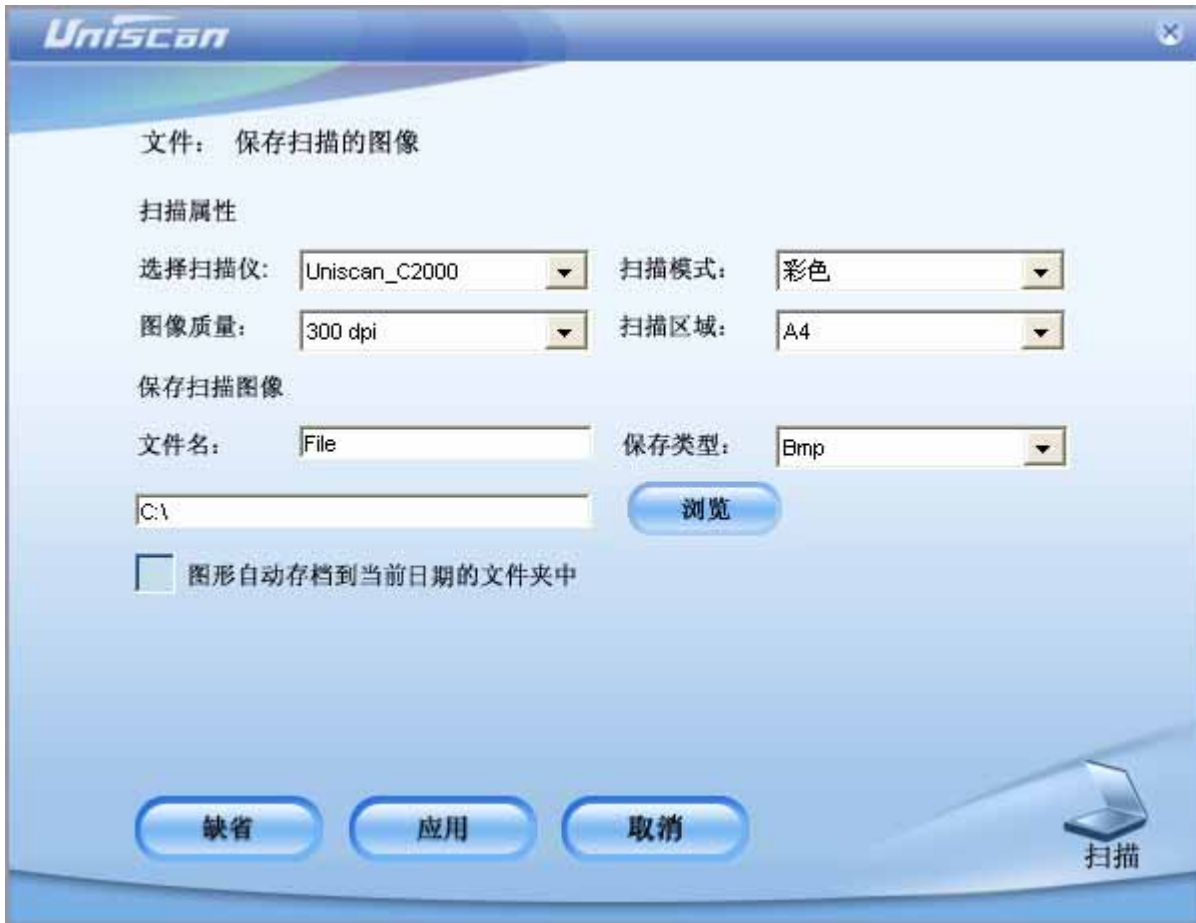 Uniscan
文件： 保存扫描的图像
扫描属性
选择扫描仪: Uniscan_C2000 扫描模式： 彩色
图像质量： 300 dpi 扫描区域： A4
保存扫描图像
文件名： File 保存类型： Bmp
C:\ 浏览
图形自动存档到当前日期的文件夹中
缺省 应用 取消
扫描